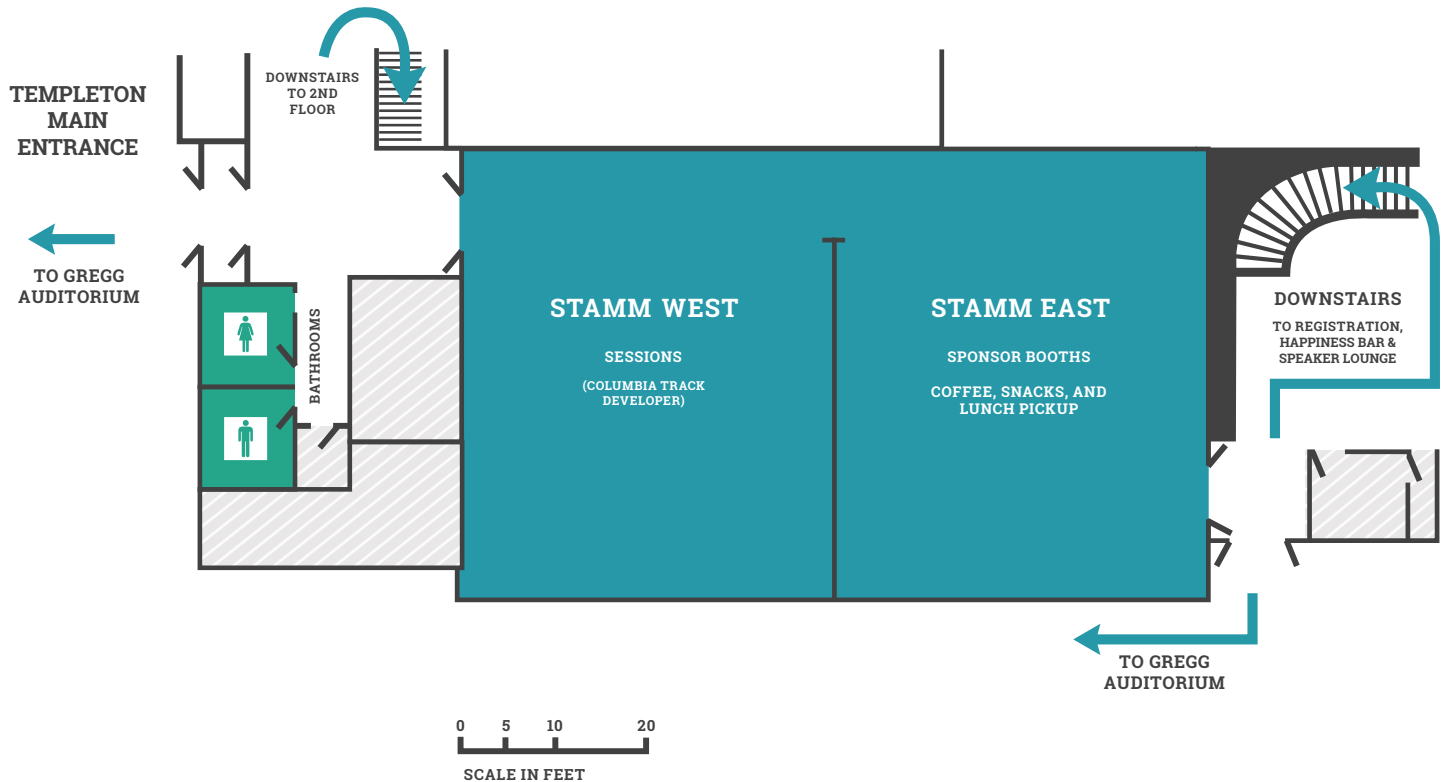 DOWNSTAIRS
TO 2ND
FLOOR
TEMPLETON
MAIN
ENTRANCE
TO GREGG
AUDITORIUM
BATHROOMS
STAMM WEST
SESSIONS
(COLUMBIA TRACK
DEVELOPER)
STAMM EAST
SPONSOR BOOTHS
COFFEE, SNACKS, AND
LUNCH PICKUP
DOWNSTAIRS
TO REGISTRATION,
HAPPINESS BAR &
SPEAKER LOUNGE
TO GREGG
AUDITORIUM
0 5 10 20
SCALE IN FEET